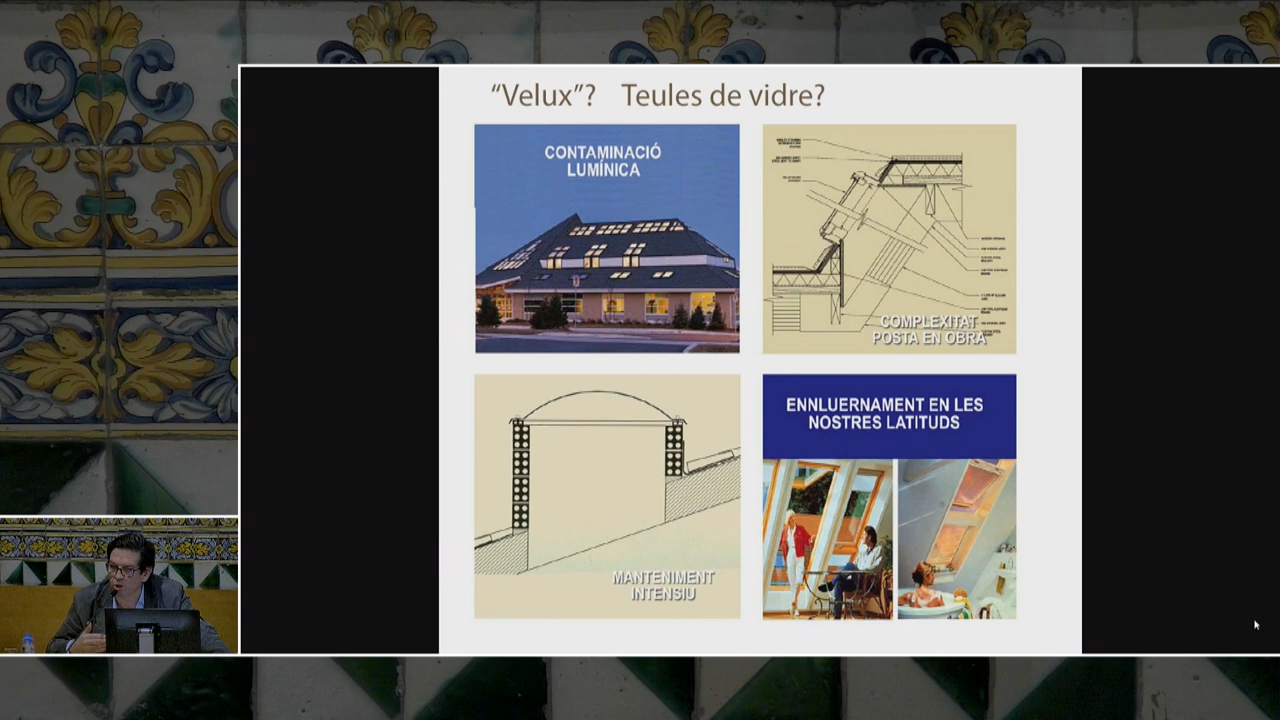 “Velux”? Teules de vidre?
CONTAMINACIÓ
LUMÍNICA
COMPLEXITAT
POSTA EN OBRA
MANTENIMENT
INTENSIU
ENNLUERNAMENT EN LES
NOSTRES LATITUDS